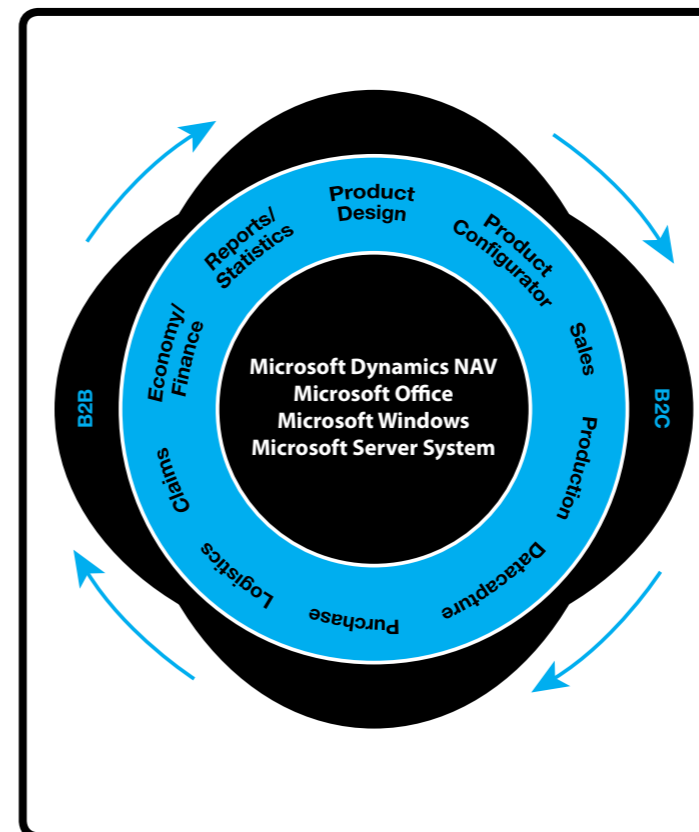 Product
Design
Product
Configurator
Sales
Production
Datacapture
Purchase
Logistics
Claims
Economy/
Finance
Reports/
Statistics
B2B
B2C
Microsoft Dynamics NAV
Microsoft Office
Microsoft Windows
Microsoft Server System